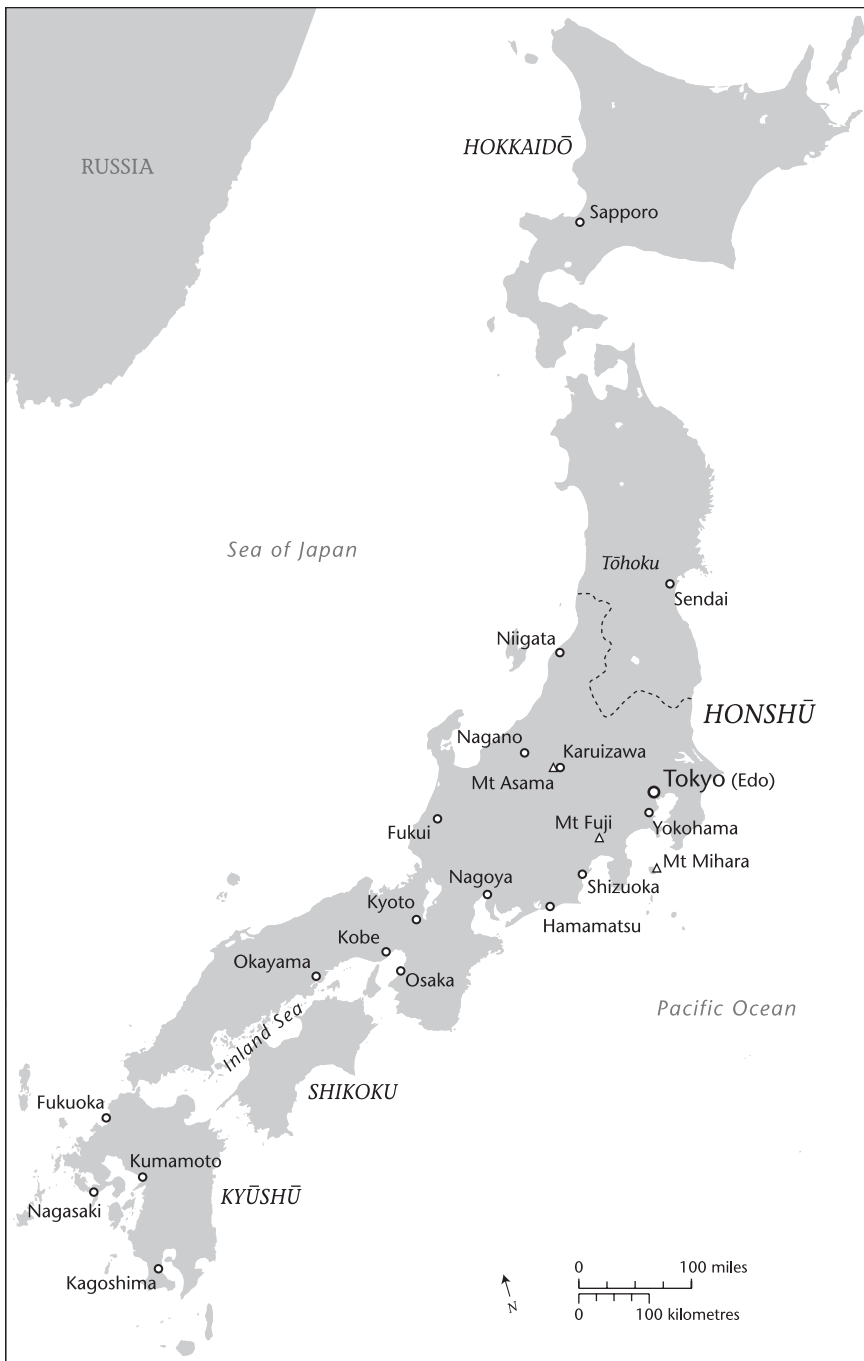 RUSSIA
HOKKAIDŌ
Sapporo
Sea of Japan
Tōhoku
Sendai
Niigata
HONSHŪ
Nagano
Karuizawa
Mt Asama
Tokyo (Edo)
Fukui
Mt Fuji
Yokohama
Mt Mihara
Nagoya
Shizuoka
Kyoto
Hamamatsu
Kobe
Okayama
Osaka
Pacific Ocean
Inland Sea
SHIKOKU
Fukuoka
Kumamoto
KYŪSHŪ
Nagasaki
Kagoshima
0 100 miles
N
0 100 kilometres